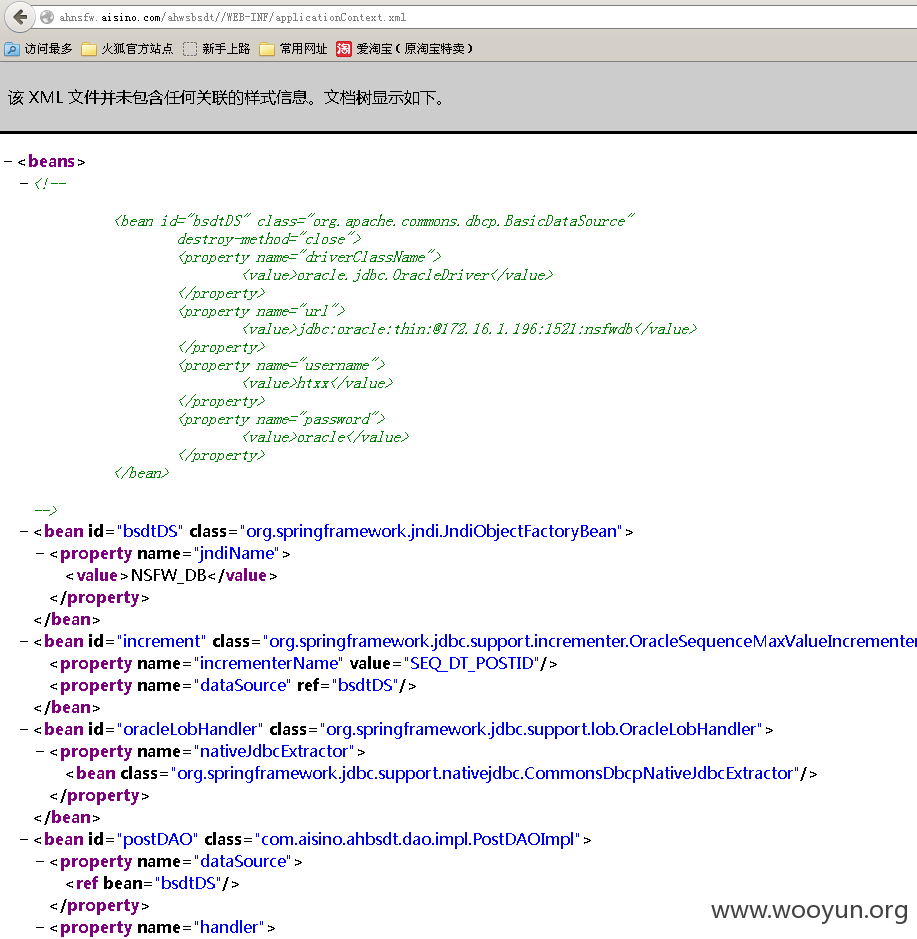 ahnsfw.aisino.com/ahwsbsdt//WEB-INF/applicationContext.xml
访问最多 火狐官方站点 新手上路 常用网址 淘 爱淘宝（原淘宝特卖）
该 XML 文件并未包含任何关联的样式信息。文档树显示如下。
− <beans>
− <!--
<bean id="bsdtDS" class="org.apache.commons.dbcp.BasicDataSource"
destroy-method="close">
<property name="driverClassName">
<value>oracle.jdbc.OracleDriver</value>
</property>
<property name="url">
<value>jdbc:oracle:thin:@172.16.1.196:1521:nsfwdb</value>
</property>
<property name="username">
<value>htxx</value>
</property>
<property name="password">
<value>oracle</value>
</property>
</bean>
-->
− <bean id="bsdtDS" class="org.springframework.jndi.JndiObjectFactoryBean">
− <property name="jndiName">
<value>NSFW_DB</value>
</property>
</bean>
− <bean id="increment" class="org.springframework.jdbc.support.incrementer.OracleSequenceMaxValueIncrementer
<property name="incrementerName" value="SEQ_DT_POSTID"/>
<property name="dataSource" ref="bsdtDS"/>
</bean>
− <bean id="oracleLobHandler" class="org.springframework.jdbc.support.lob.OracleLobHandler">
− <property name="nativeJdbcExtractor">
<bean class="org.springframework.jdbc.support.nativejdbc.CommonsDbcpNativeJdbcExtractor"/>
</property>
</bean>
− <bean id="postDAO" class="com.aisino.ahbsdt.dao.impl.PostDAOImpl">
− <property name="dataSource">
<ref bean="bsdtDS"/>
</property>
− <property name="handler">
www.wooyun.org